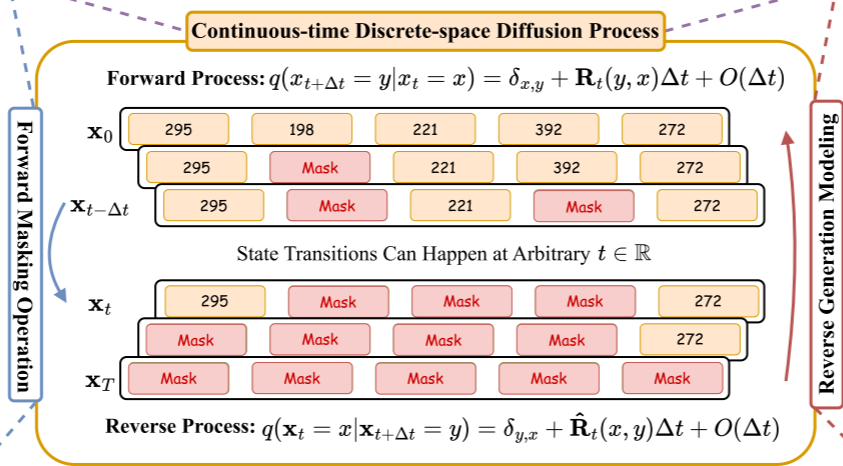 Continuous-time Discrete-space Diffusion Process
Forward Process: q(x_{t+Δt} = y|x_t = x) = δ_{x,y} + R_t(y, x)Δt + O(Δt)
Forward Masking Operation
x_0 295 198 221 392 272
295 Mask 221 392 272
x_{t−Δt} 295 Mask 221 Mask 272
State Transitions Can Happen at Arbitrary t ∈ ℝ
x_t 295 Mask Mask Mask 272
Mask Mask Mask Mask 272
x_T Mask Mask Mask Mask Mask
Reverse Process: q(x_t = x|x_{t+Δt} = y) = δ_{y,x} + R̂_t(x, y)Δt + O(Δt)
Reverse Generation Modeling